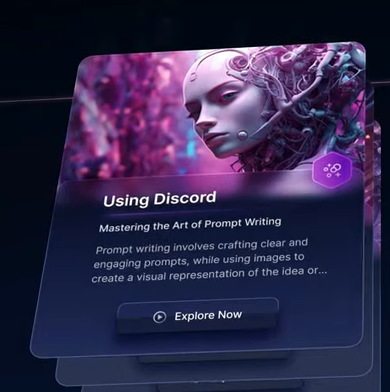 Using Discord
Mastering the Art of Prompt Writing
Prompt writing involves crafting clear and
engaging prompts, while using images to
create a visual representation of the idea or...
Explore Now